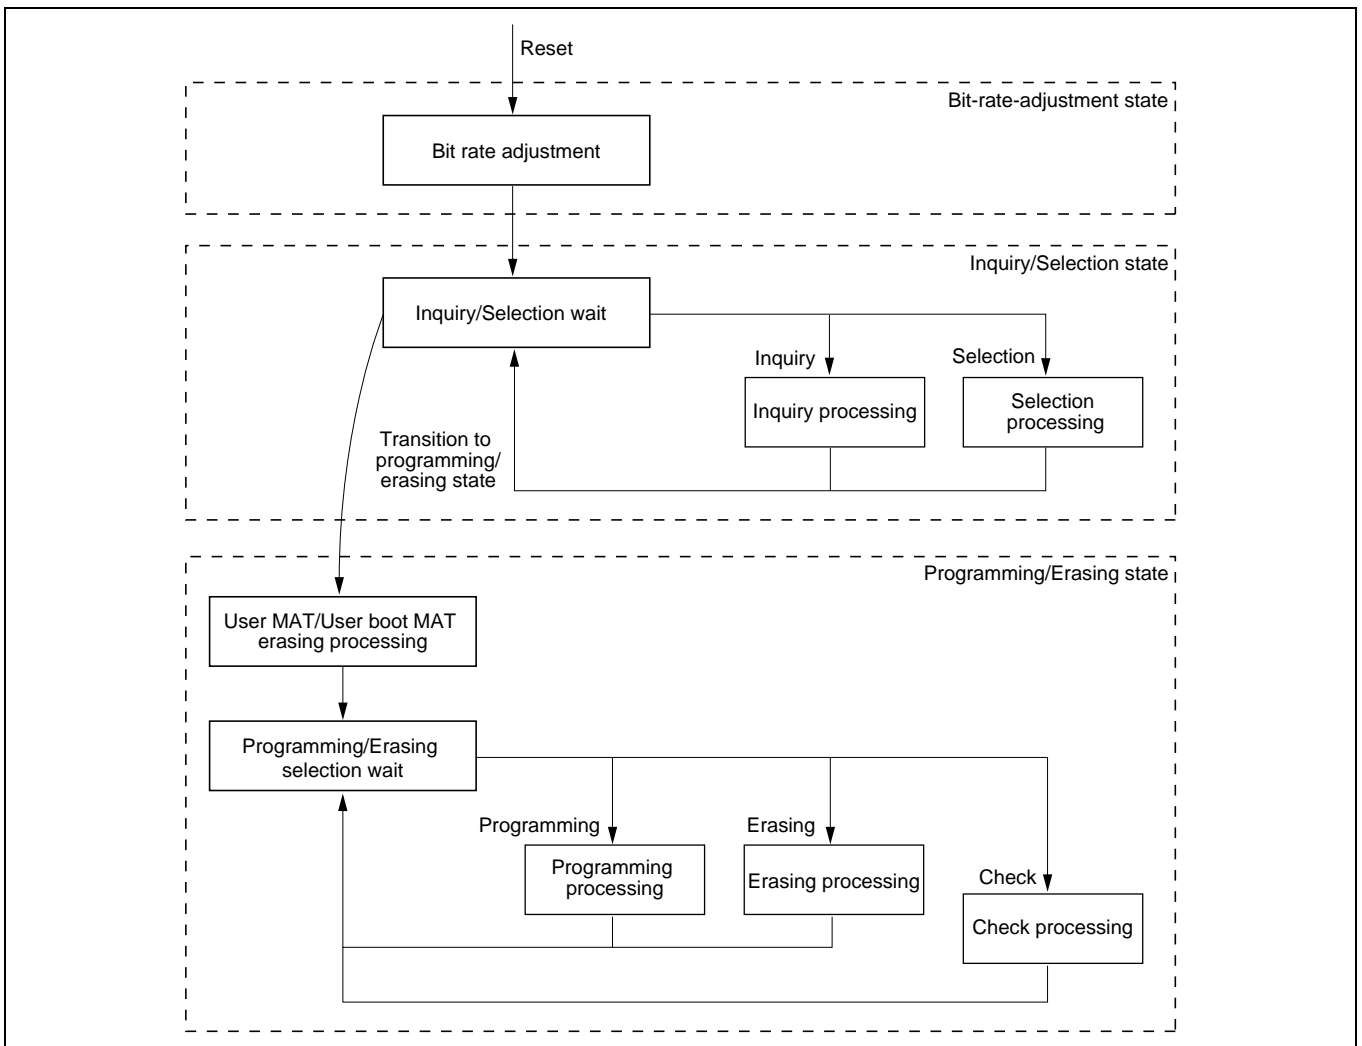 Reset
Bit-rate-adjustment state
Bit rate adjustment
Inquiry/Selection state
Inquiry/Selection wait
Inquiry
Selection
Inquiry processing
Selection
processing
Transition to
programming/
erasing state
Programming/Erasing state
User MAT/User boot MAT
erasing processing
Programming/Erasing
selection wait
Programming
Erasing
Programming
processing
Erasing processing
Check
Check processing